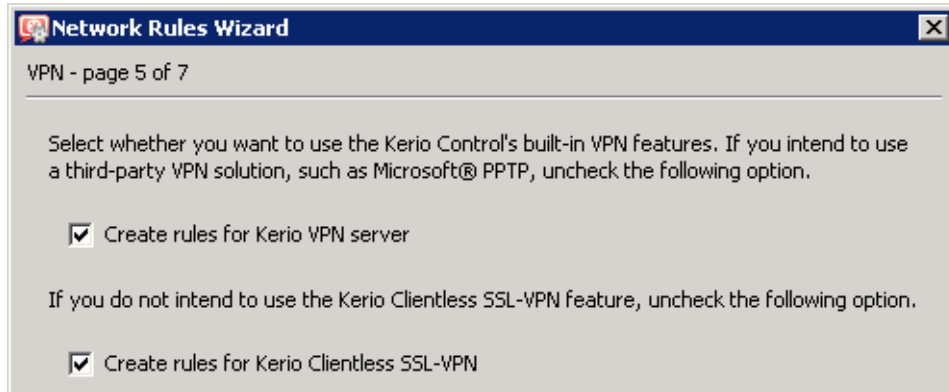 Network Rules Wizard
VPN - page 5 of 7
Select whether you want to use the Kerio Control's built-in VPN features. If you intend to use
a third-party VPN solution, such as Microsoft® PPTP, uncheck the following option.
Create rules for Kerio VPN server
If you do not intend to use the Kerio Clientless SSL-VPN feature, uncheck the following option.
Create rules for Kerio Clientless SSL-VPN